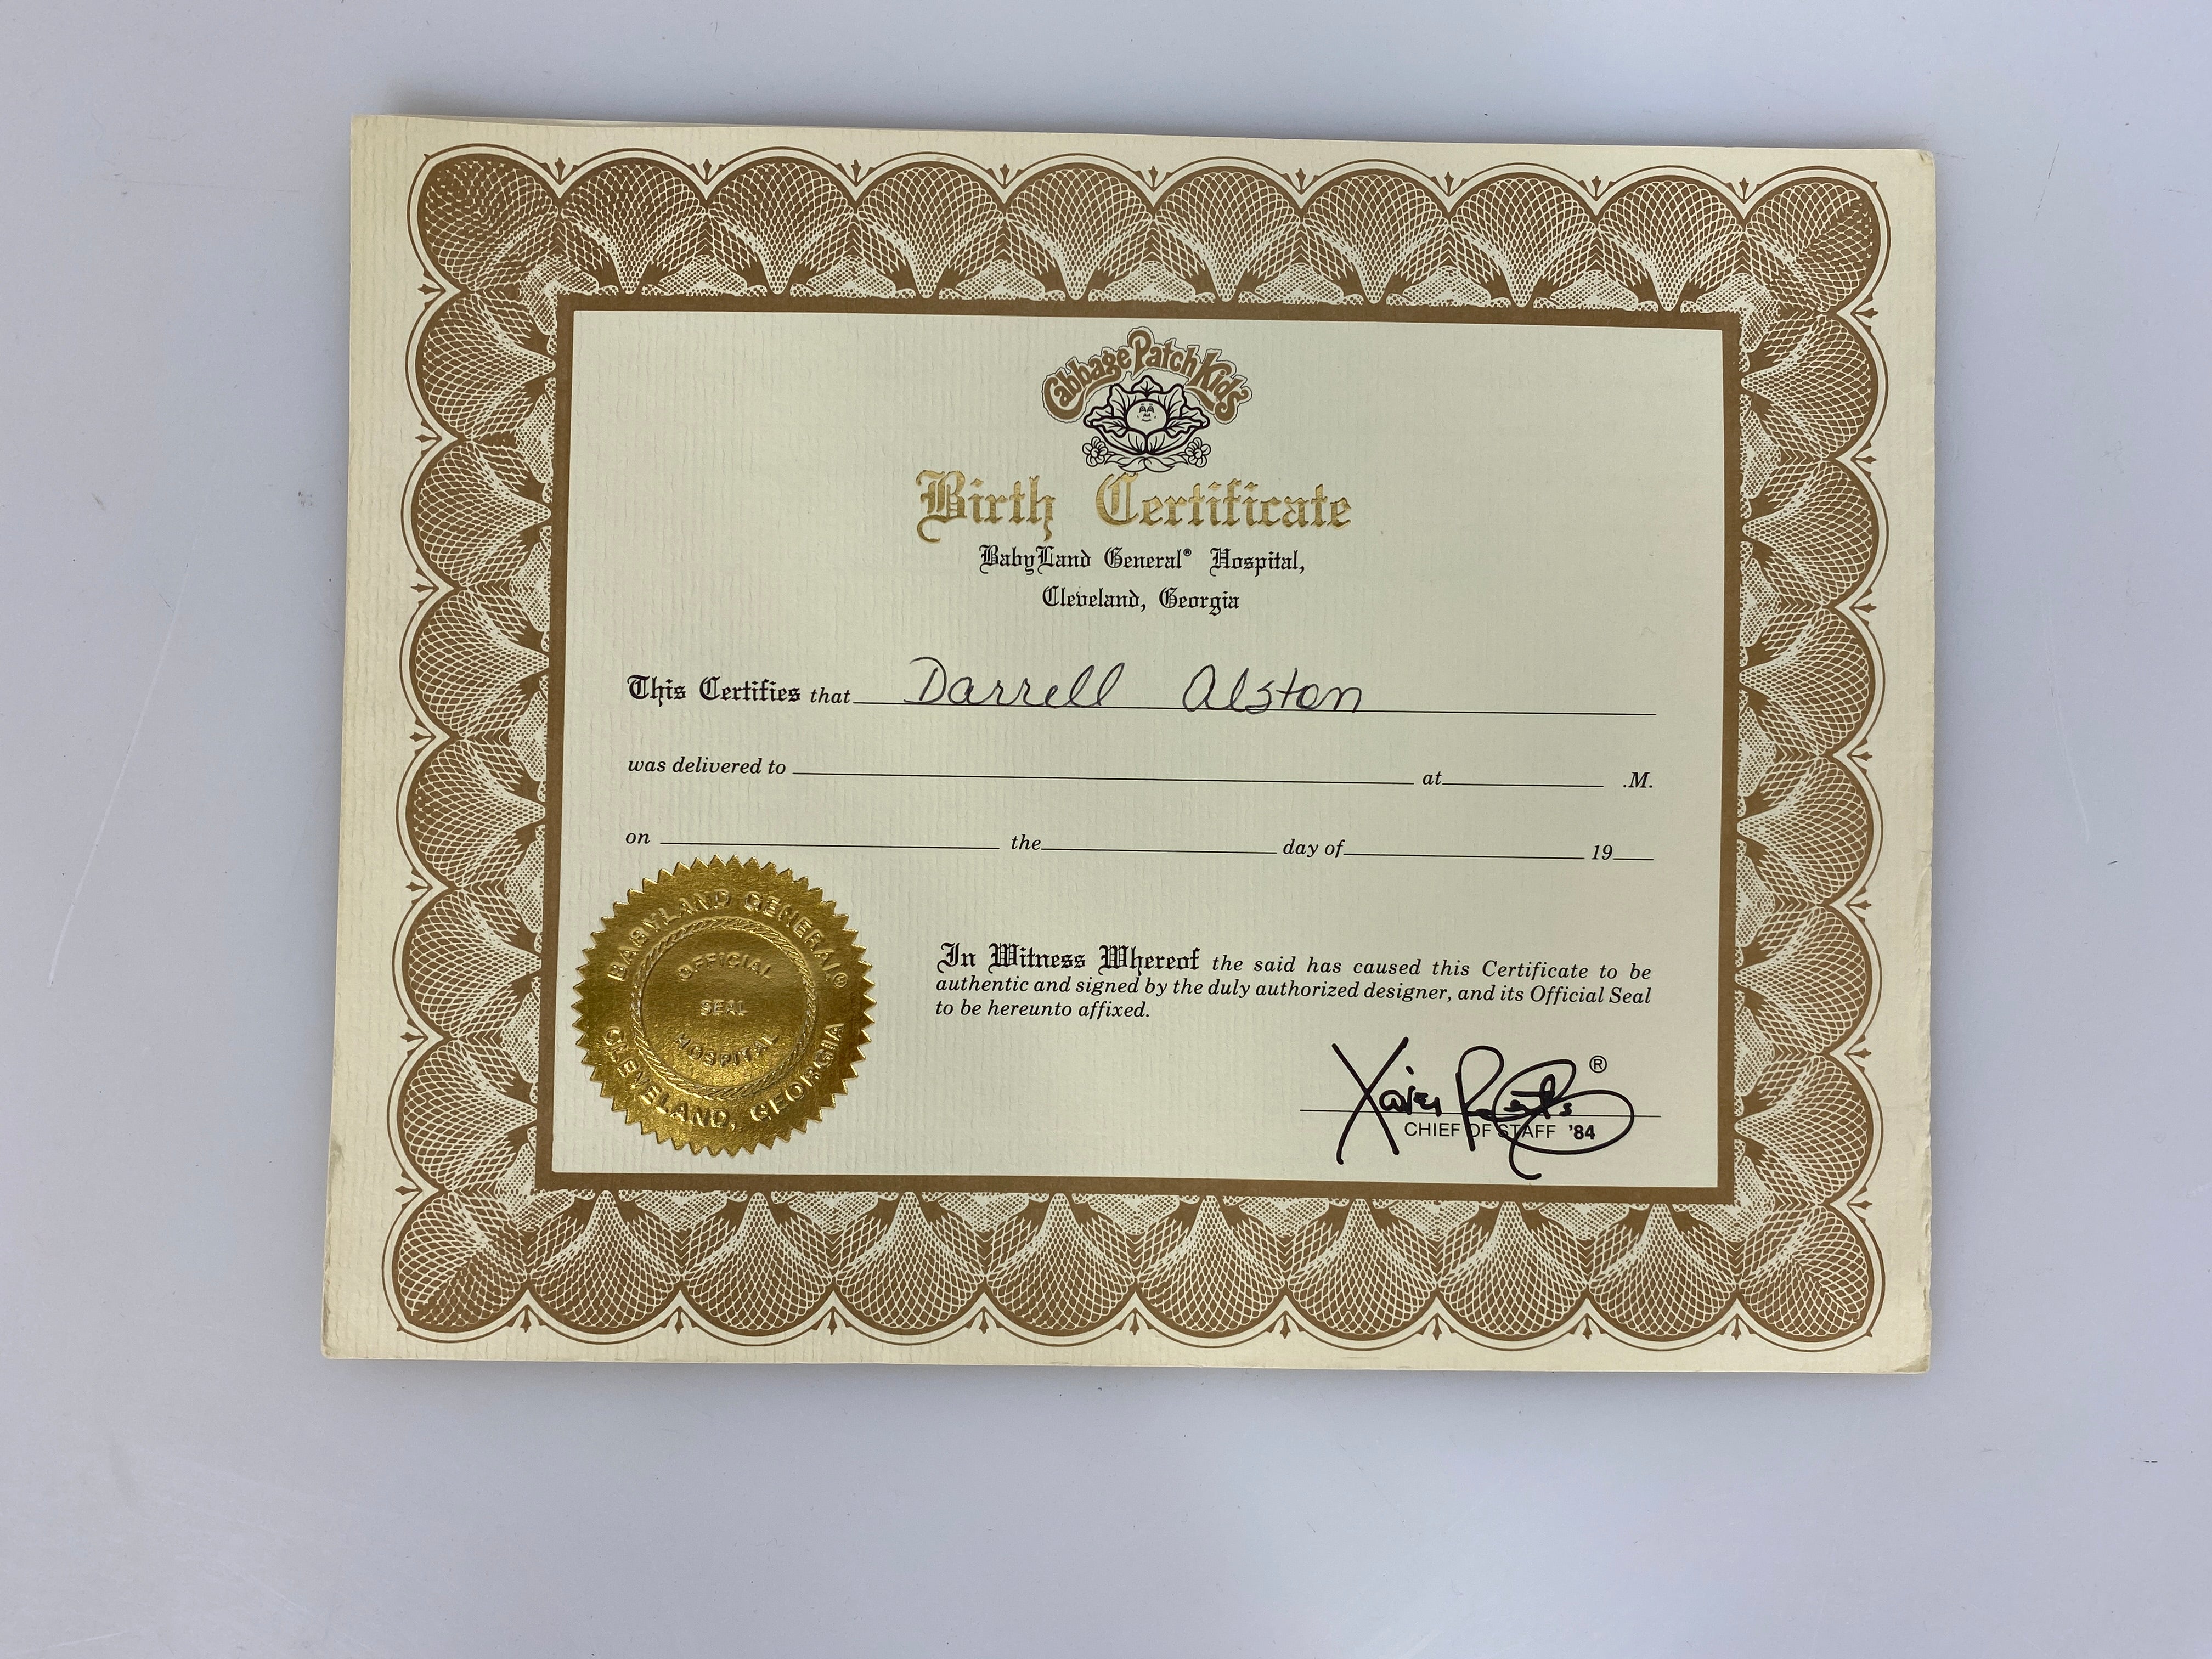 Cabbage Patch Kids
Birth Certificate
BabyLand General® Hospital,
Cleveland, Georgia
This Certifies that Darrell Alston
was delivered to at .M.
on the day of 19
In Witness Whereof the said has caused this Certificate to be
authentic and signed by the duly authorized designer, and its Official Seal
to be hereunto affixed.
BABYLAND GENERAL®
OFFICIAL
SEAL
HOSPITAL
CLEVELAND, GEORGIA
Xavier Roberts ®
CHIEF OF STAFF '84